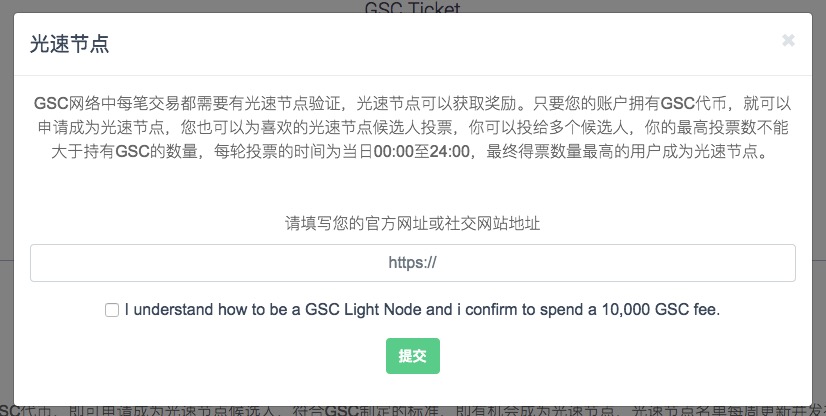 GSC Ticket
光速节点
×
GSC网络中每笔交易都需要有光速节点验证，光速节点可以获取奖励。只要您的账户拥有GSC代币，就可以
申请成为光速节点，您也可以为喜欢的光速节点候选人投票，你可以投给多个候选人，你的最高投票数不能
大于持有GSC的数量，每轮投票的时间为当日00:00至24:00，最终得票数量最高的用户成为光速节点。
请填写您的官方网址或社交网站地址
https://
I understand how to be a GSC Light Node and i confirm to spend a 10,000 GSC fee.
提交
SC代币，即可申请成为光速节点候选人，符合GSC制定的标准，即有机会成为光速节点，光速节点名单每周更新并发